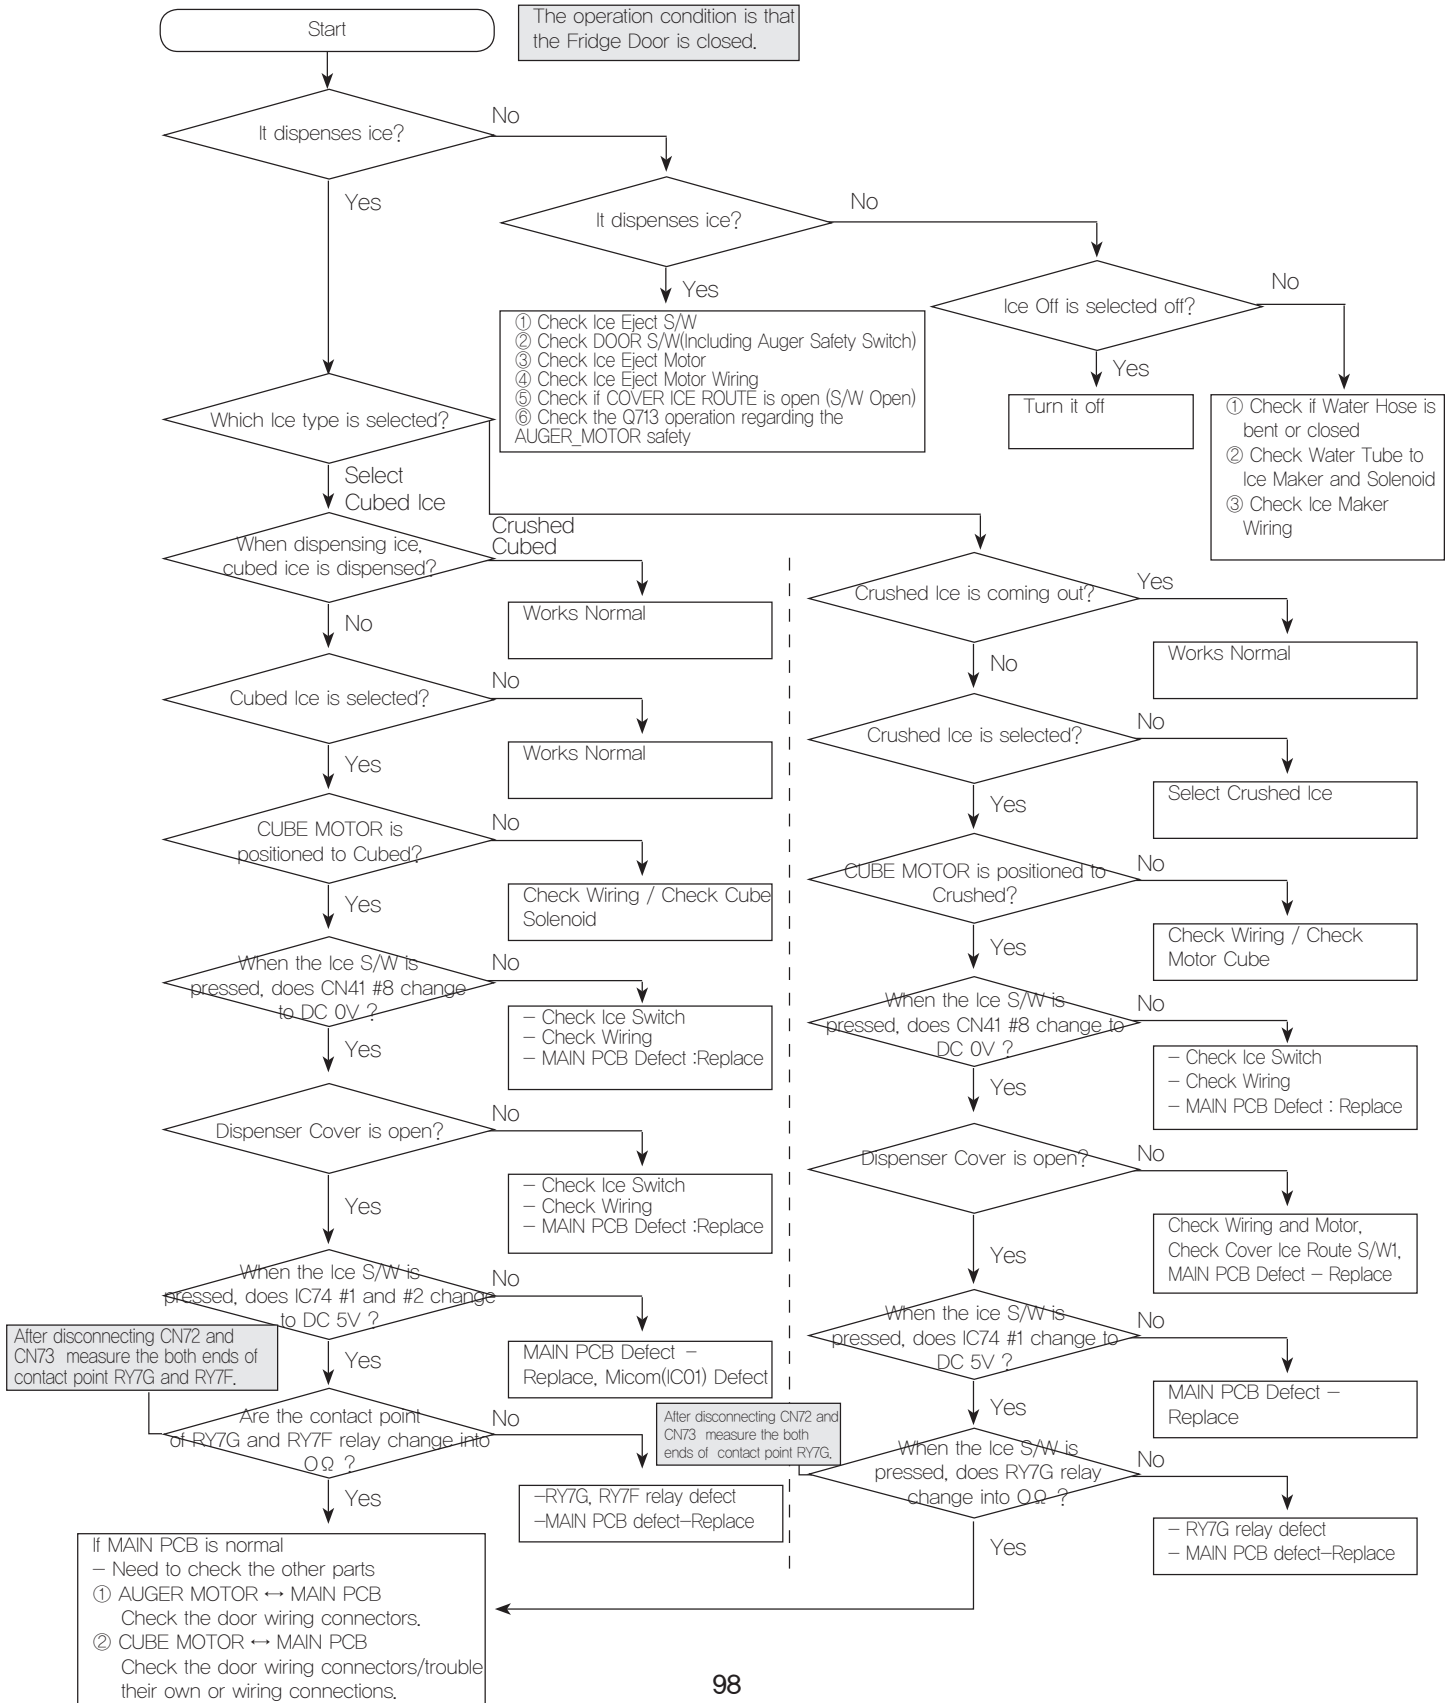 Start
The operation condition is that
the Fridge Door is closed.
It dispenses ice?
No
Yes
It dispenses ice?
No
Yes
Ice Off is selected off?
No
Yes
① Check Ice Eject S/W
② Check DOOR S/W(Including Auger Safety Switch)
③ Check Ice Eject Motor
④ Check Ice Eject Motor Wiring
⑤ Check if COVER ICE ROUTE is open (S/W Open)
⑥ Check the Q713 operation regarding the
AUGER_MOTOR safety
Turn it off
① Check if Water Hose is
bent or closed
② Check Water Tube to
Ice Maker and Solenoid
③ Check Ice Maker
Wiring
Which Ice type is selected?
Select
Cubed Ice
Crushed
Cubed
When dispensing ice,
cubed ice is dispensed?
Works Normal
No
Cubed Ice is selected?
No
Works Normal
Yes
CUBE MOTOR is
positioned to Cubed?
No
Check Wiring / Check Cube
Solenoid
Yes
When the Ice S/W is
pressed, does CN41 #8 change
to DC 0V ?
No
– Check Ice Switch
– Check Wiring
– MAIN PCB Defect :Replace
Yes
Dispenser Cover is open?
No
– Check Ice Switch
– Check Wiring
– MAIN PCB Defect :Replace
Yes
When the Ice S/W is
pressed, does IC74 #1 and #2 change
to DC 5V ?
No
MAIN PCB Defect –
Replace, Micom(IC01) Defect
After disconnecting CN72 and
CN73 measure the both ends of
contact point RY7G and RY7F.
Yes
Are the contact point
of RY7G and RY7F relay change into
OΩ ?
No
–RY7G, RY7F relay defect
–MAIN PCB defect–Replace
Yes
If MAIN PCB is normal
– Need to check the other parts
① AUGER MOTOR ↔ MAIN PCB
Check the door wiring connectors.
② CUBE MOTOR ↔ MAIN PCB
Check the door wiring connectors/trouble
their own or wiring connections.
Crushed Ice is coming out?
Yes
Works Normal
No
Crushed Ice is selected?
No
Select Crushed Ice
Yes
CUBE MOTOR is positioned to
Crushed?
No
Check Wiring / Check
Motor Cube
Yes
When the Ice S/W is
pressed, does CN41 #8 change to
DC 0V ?
No
– Check Ice Switch
– Check Wiring
– MAIN PCB Defect : Replace
Yes
Dispenser Cover is open?
No
Check Wiring and Motor,
Check Cover Ice Route S/W1,
MAIN PCB Defect – Replace
Yes
When the ice S/W is
pressed, does IC74 #1 change to
DC 5V ?
No
MAIN PCB Defect –
Replace
Yes
After disconnecting CN72 and
CN73 measure the both
ends of contact point RY7G.
When the Ice S/W is
pressed, does RY7G relay
change into OΩ ?
No
– RY7G relay defect
– MAIN PCB defect–Replace
Yes
98